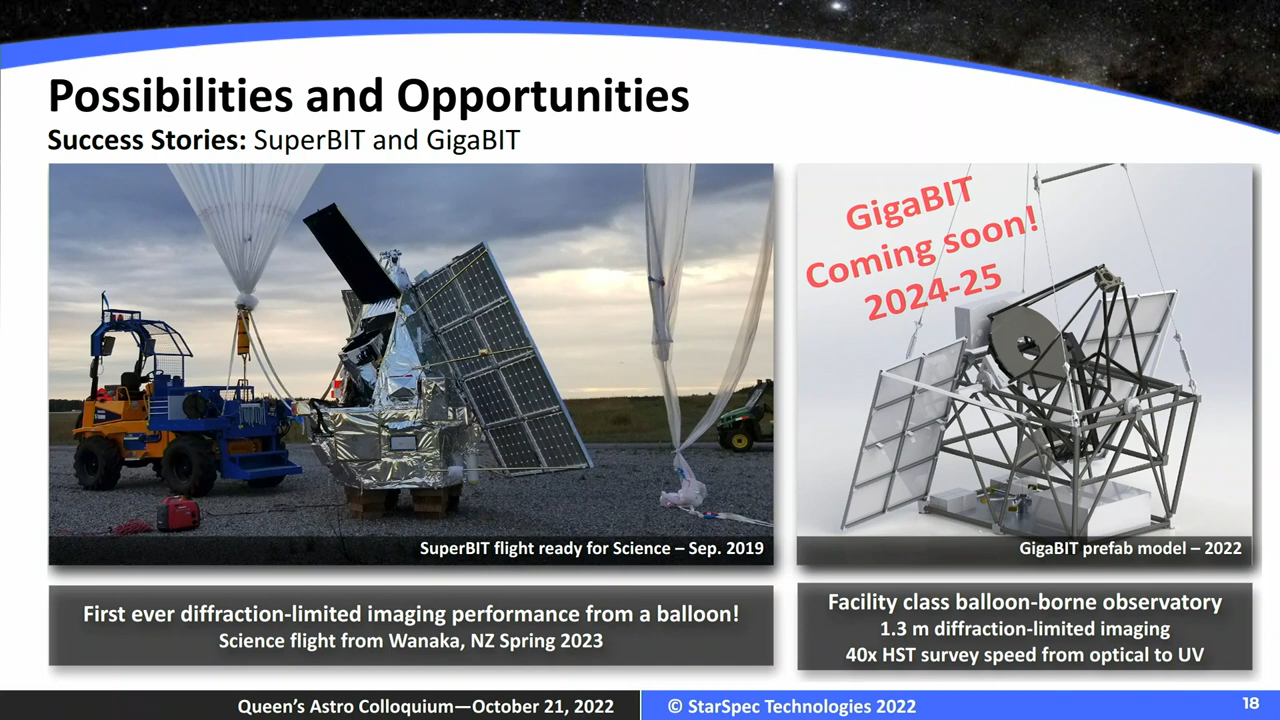 Possibilities and Opportunities
Success Stories: SuperBIT and GigaBIT
GigaBIT
Coming soon!
2024-25
SuperBIT flight ready for Science – Sep. 2019
GigaBIT prefab model – 2022
First ever diffraction-limited imaging performance from a balloon!
Science flight from Wanaka, NZ Spring 2023
Facility class balloon-borne observatory
1.3 m diffraction-limited imaging
40x HST survey speed from optical to UV
Queen’s Astro Colloquium—October 21, 2022
© StarSpec Technologies 2022
18